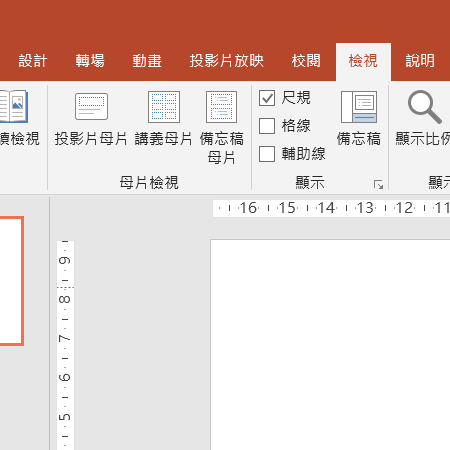 設計 轉場 動畫 投影片放映 校閱 檢視 說明
讀檢視 投影片母片 講義母片 備忘稿母片 尺規 格線 輔助線 備忘稿 顯示比例
母片檢視 顯示 顯示
16 15 14 13 12 11
9
8
7
6
5